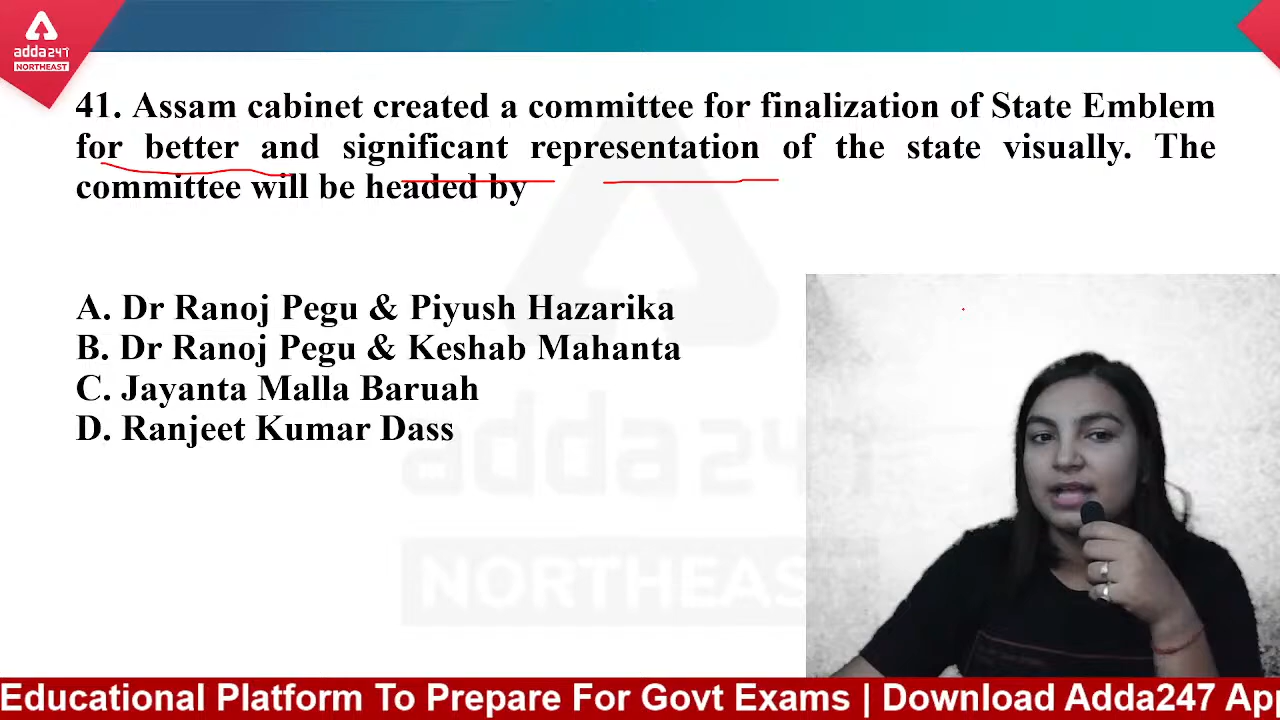 adda247
NORTHEAST
41. Assam cabinet created a committee for finalization of State Emblem
for better and significant representation of the state visually. The
committee will be headed by
A. Dr Ranoj Pegu & Piyush Hazarika
B. Dr Ranoj Pegu & Keshab Mahanta
C. Jayanta Malla Baruah
D. Ranjeet Kumar Dass
adda247
NORTHEAST
Educational Platform To Prepare For Govt Exams | Download Adda247 App